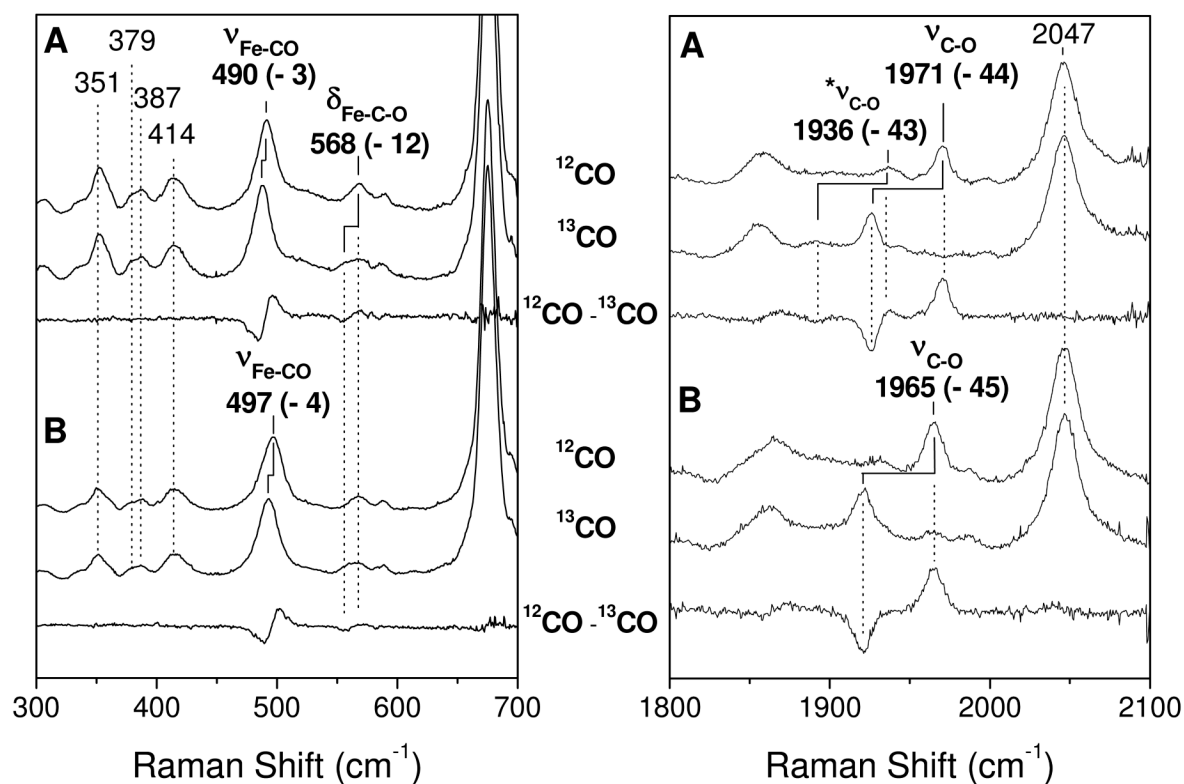 A
379
351
387
414
νFe-CO
490 (- 3)
δFe-C-O
568 (- 12)
¹²CO
¹³CO
¹²CO - ¹³CO
B
νFe-CO
497 (- 4)
¹²CO
¹³CO
¹²CO - ¹³CO
300 400 500 600 700
Raman Shift (cm⁻¹)
A
*νC-O
1936 (- 43)
νC-O
1971 (- 44)
2047
B
νC-O
1965 (- 45)
1800 1900 2000 2100
Raman Shift (cm⁻¹)